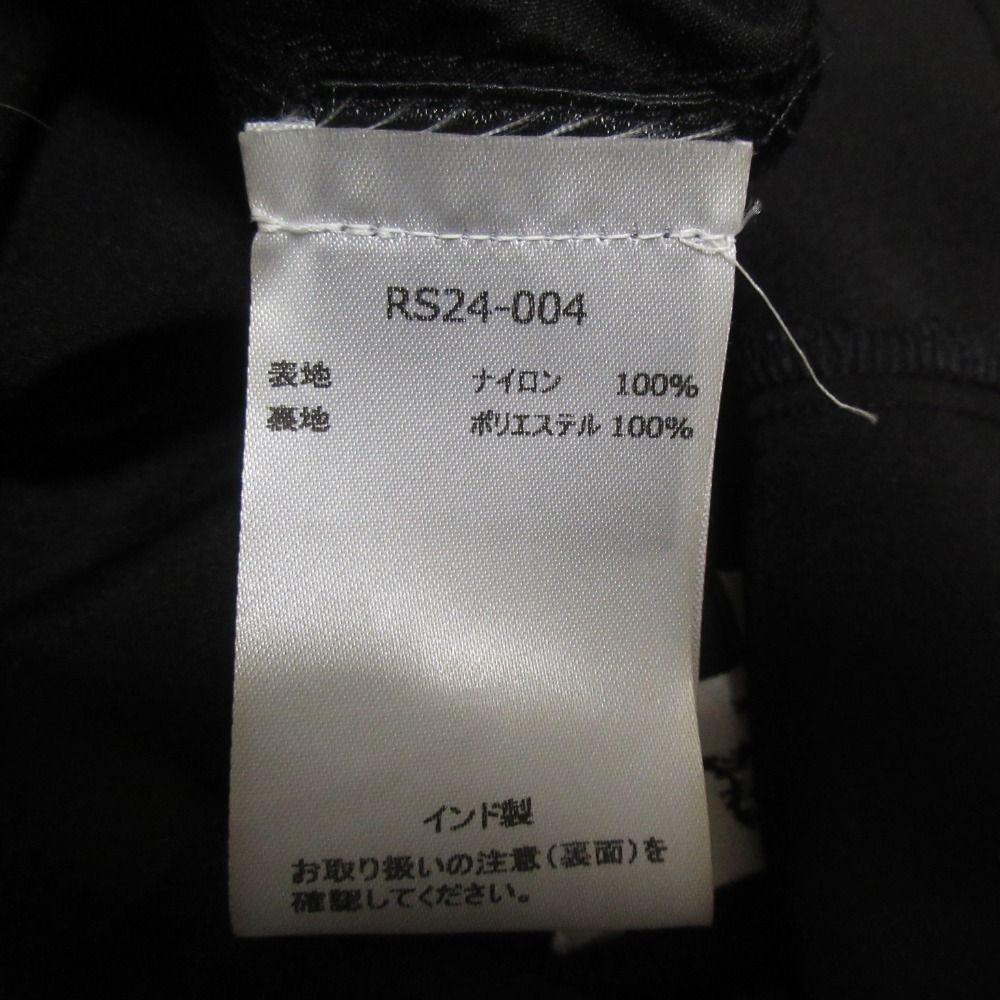 RS24-004
表地 ナイロン 100%
裏地 ポリエステル 100%
インド製
お取り扱いの注意(裏面)を
確認してください。